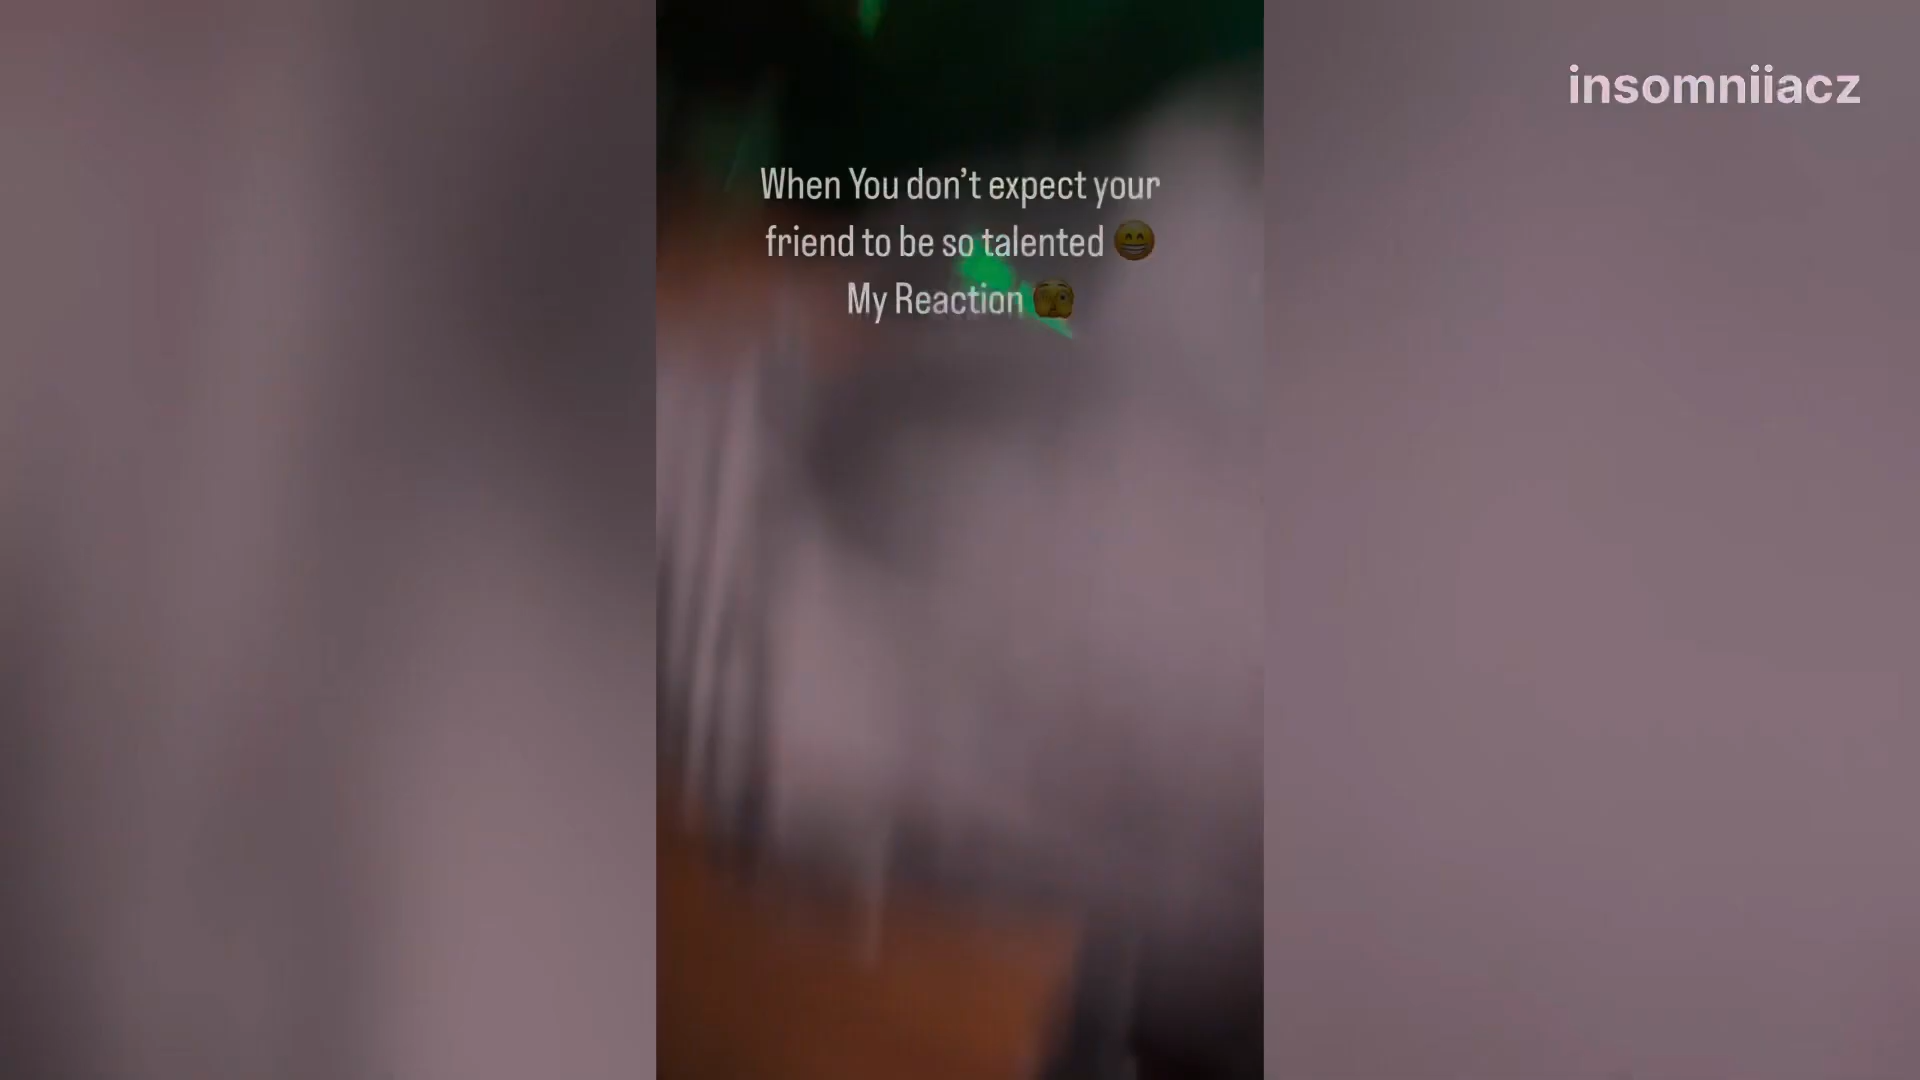 insomniiacz
When You don't expect your
friend to be so talented 😁
My Reaction 🫣